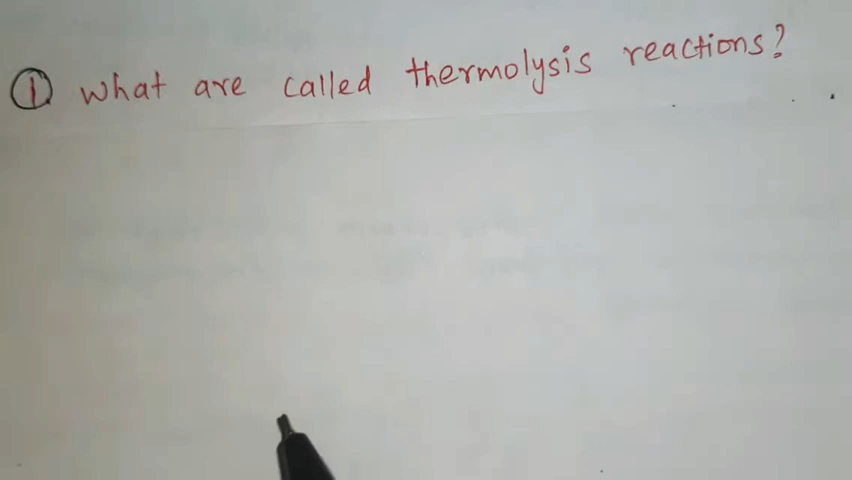 ① What are called thermolysis reactions?